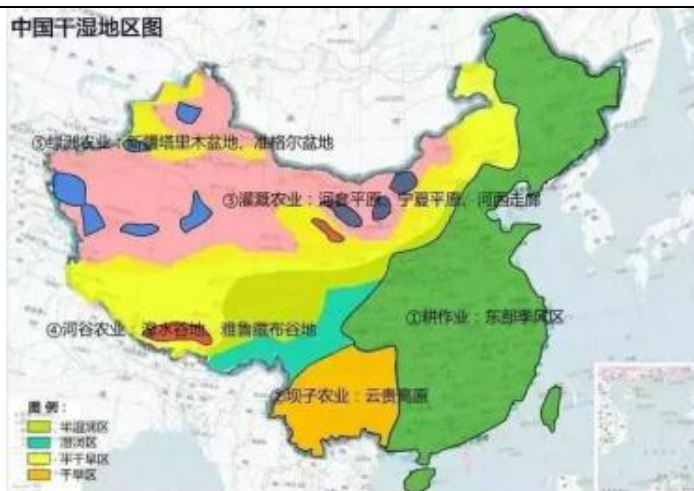 中国干湿地区图
⑤绿洲农业：新疆塔里木盆地、准格尔盆地
③灌溉农业：河套平原、宁夏平原、河西走廊
①耕作业：东部季风区
④河谷农业：湟水谷地、雅鲁藏布谷地
②坝子农业：云贵高原
图 例：
半湿润区
湿润区
半干旱区
干旱区